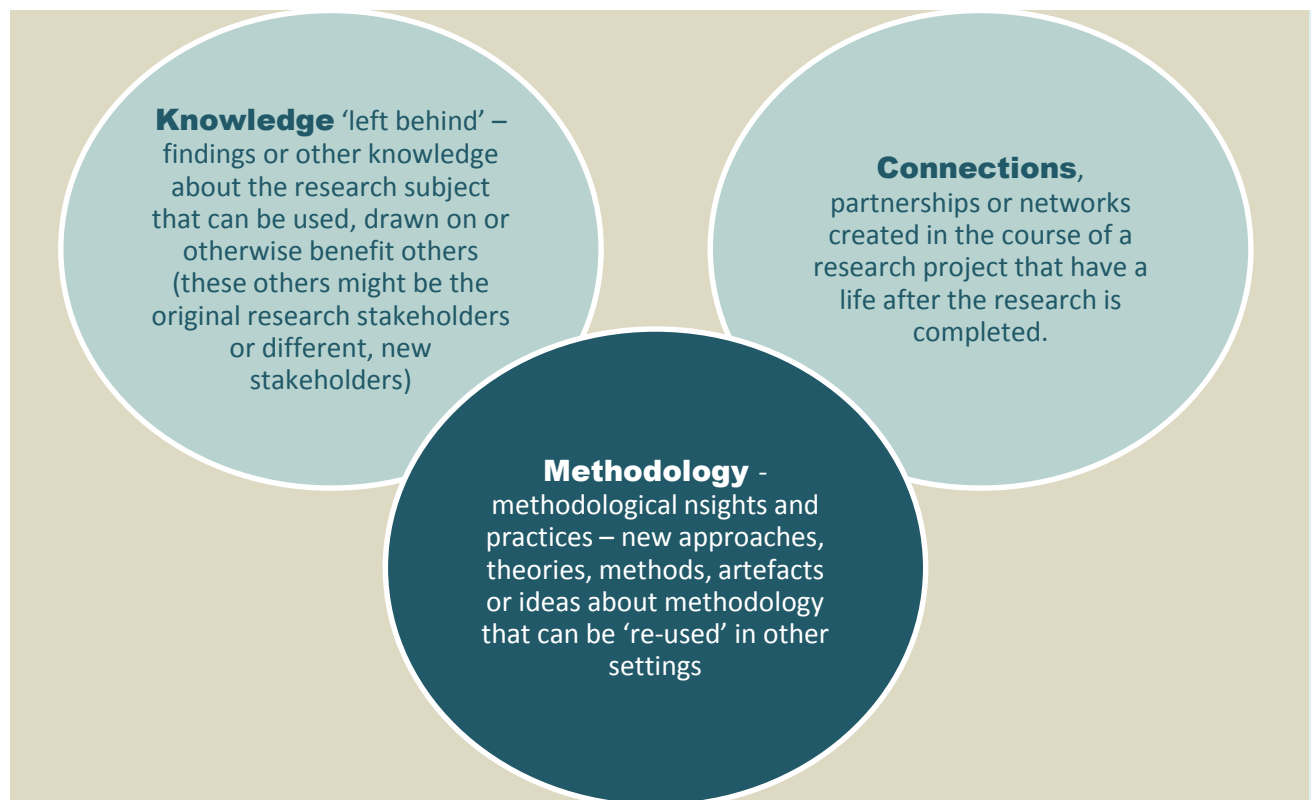 Knowledge ‘left behind’ –
findings or other knowledge
about the research subject
that can be used, drawn on or
otherwise benefit others
(these others might be the
original research stakeholders
or different, new
stakeholders)
Connections,
partnerships or networks
created in the course of a
research project that have a
life after the research is
completed.
Methodology -
methodological nsights and
practices – new approaches,
theories, methods, artefacts
or ideas about methodology
that can be ‘re-used’ in other
settings